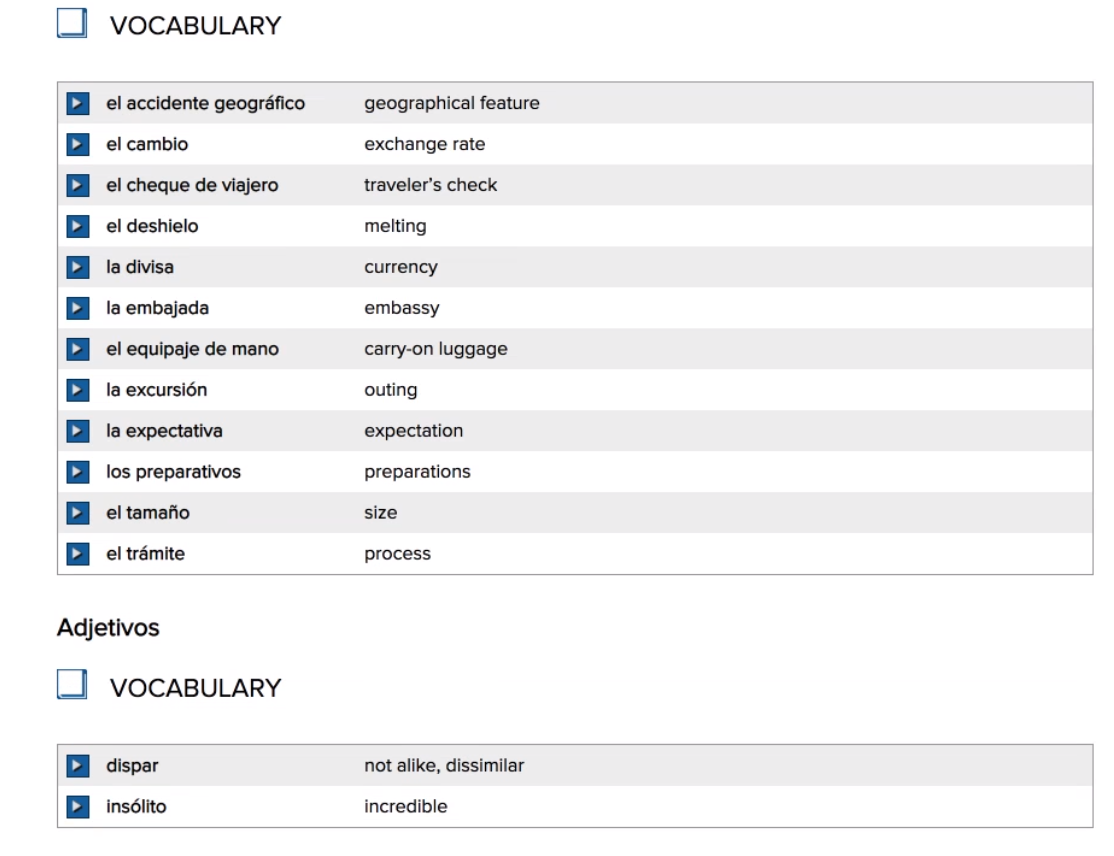 VOCABULARY
el accidente geográfico geographical feature
el cambio exchange rate
el cheque de viajero traveler’s check
el deshielo melting
la divisa currency
la embajada embassy
el equipaje de mano carry-on luggage
la excursión outing
la expectativa expectation
los preparativos preparations
el tamaño size
el trámite process
Adjetivos
VOCABULARY
dispar not alike, dissimilar
insólito incredible